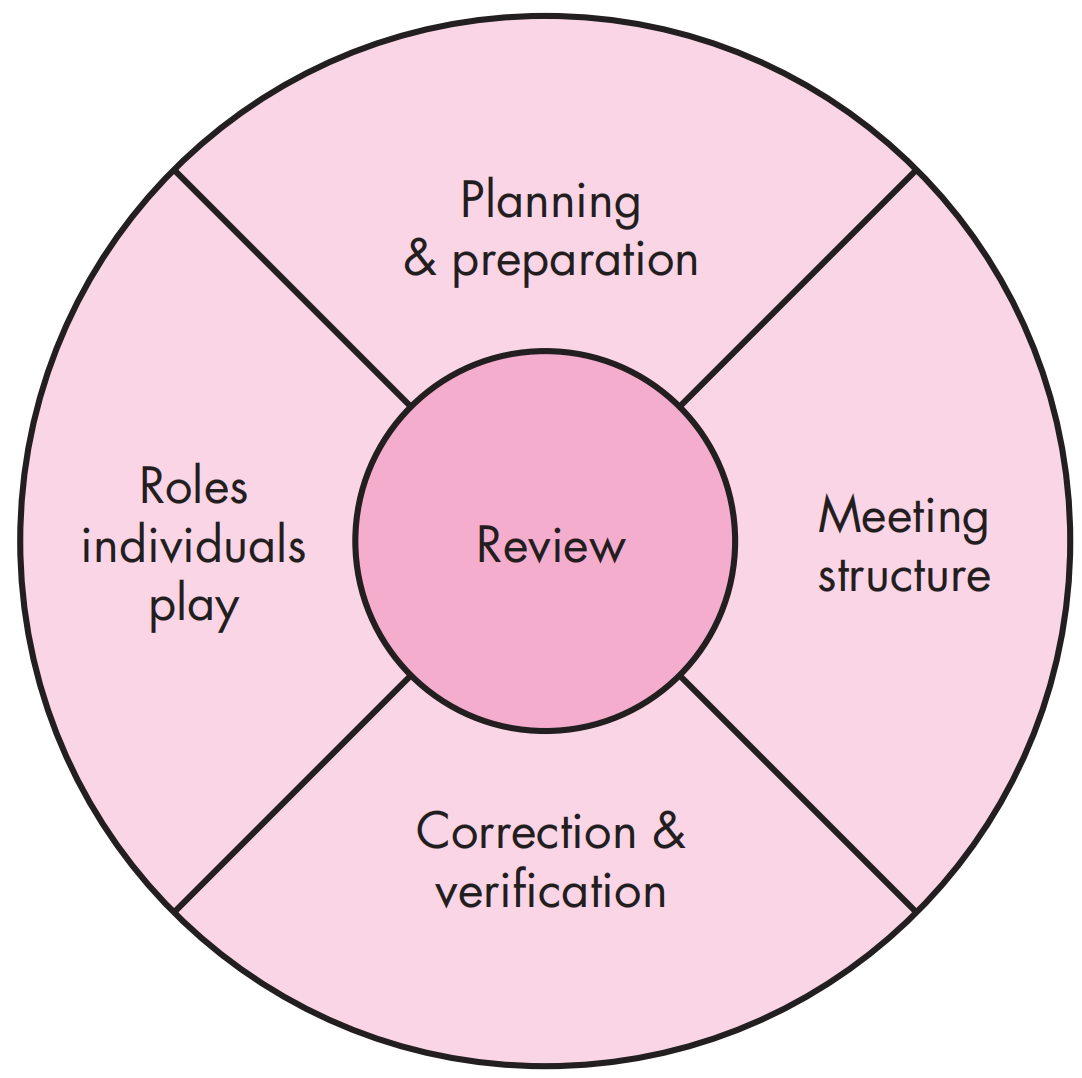 Planning
& preparation
Roles
individuals
play
Review
Meeting
structure
Correction &
verification